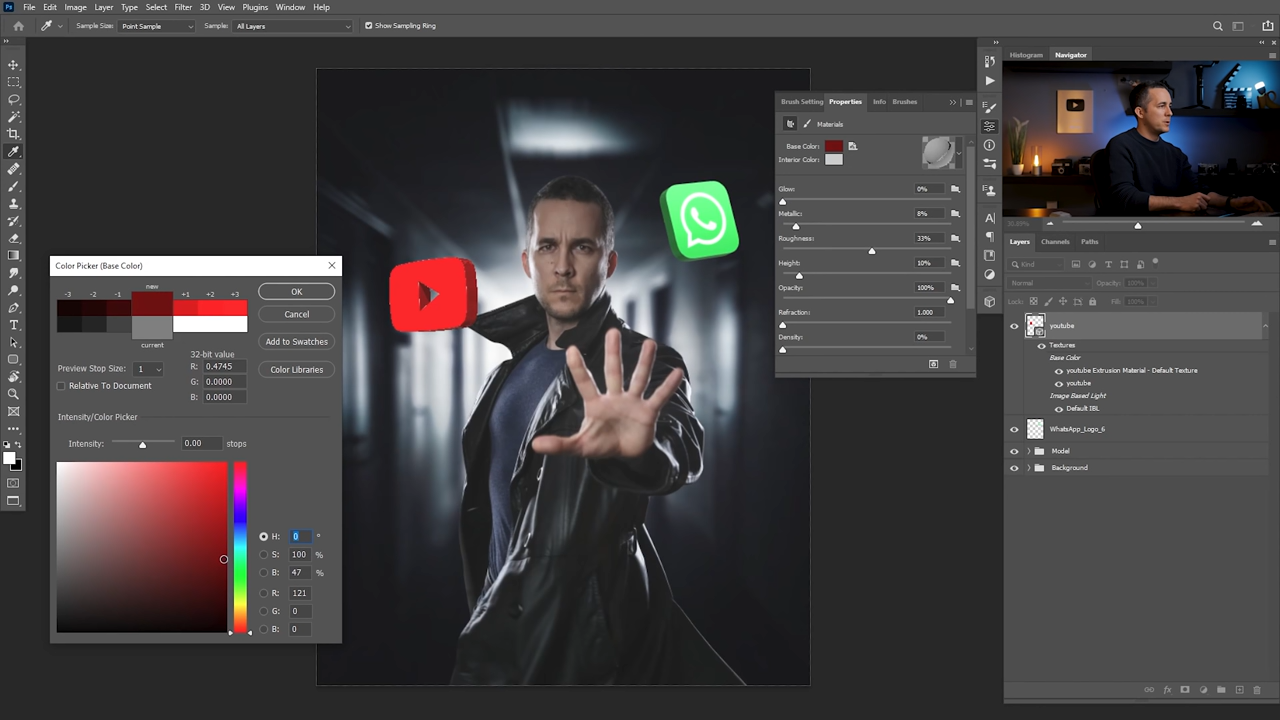 Ps File Edit Image Layer Type Select Filter 3D View Plugins Window Help
Sample Size: Point Sample Sample: All Layers Show Sampling Ring
Brush Setting Properties Info Brushes
Materials
Base Color:
Interior Color:
Glow: 0%
Metallic: 8%
Roughness: 33%
Height: 10%
Opacity: 100%
Refraction: 1.000
Density: 0%
Color Picker (Base Color)
new
-3 -2 -1 +1 +2 +3
current
OK
Cancel
Add to Swatches
Color Libraries
32-bit value
R: 0.4745
G: 0.0000
B: 0.0000
Preview Stop Size: 1
Relative To Document
Intensity/Color Picker
Intensity: 0.00 stops
H: 0 °
S: 100 %
B: 47 %
R: 121
G: 0
B: 0
Histogram Navigator
Layers Channels Paths
Kind
Normal Opacity: 100%
Lock: Fill: 100%
youtube
Textures
Base Color
youtube Extrusion Material - Default Texture
youtube
Image Based Light
Default IBL
WhatsApp_Logo_6
Model
Background